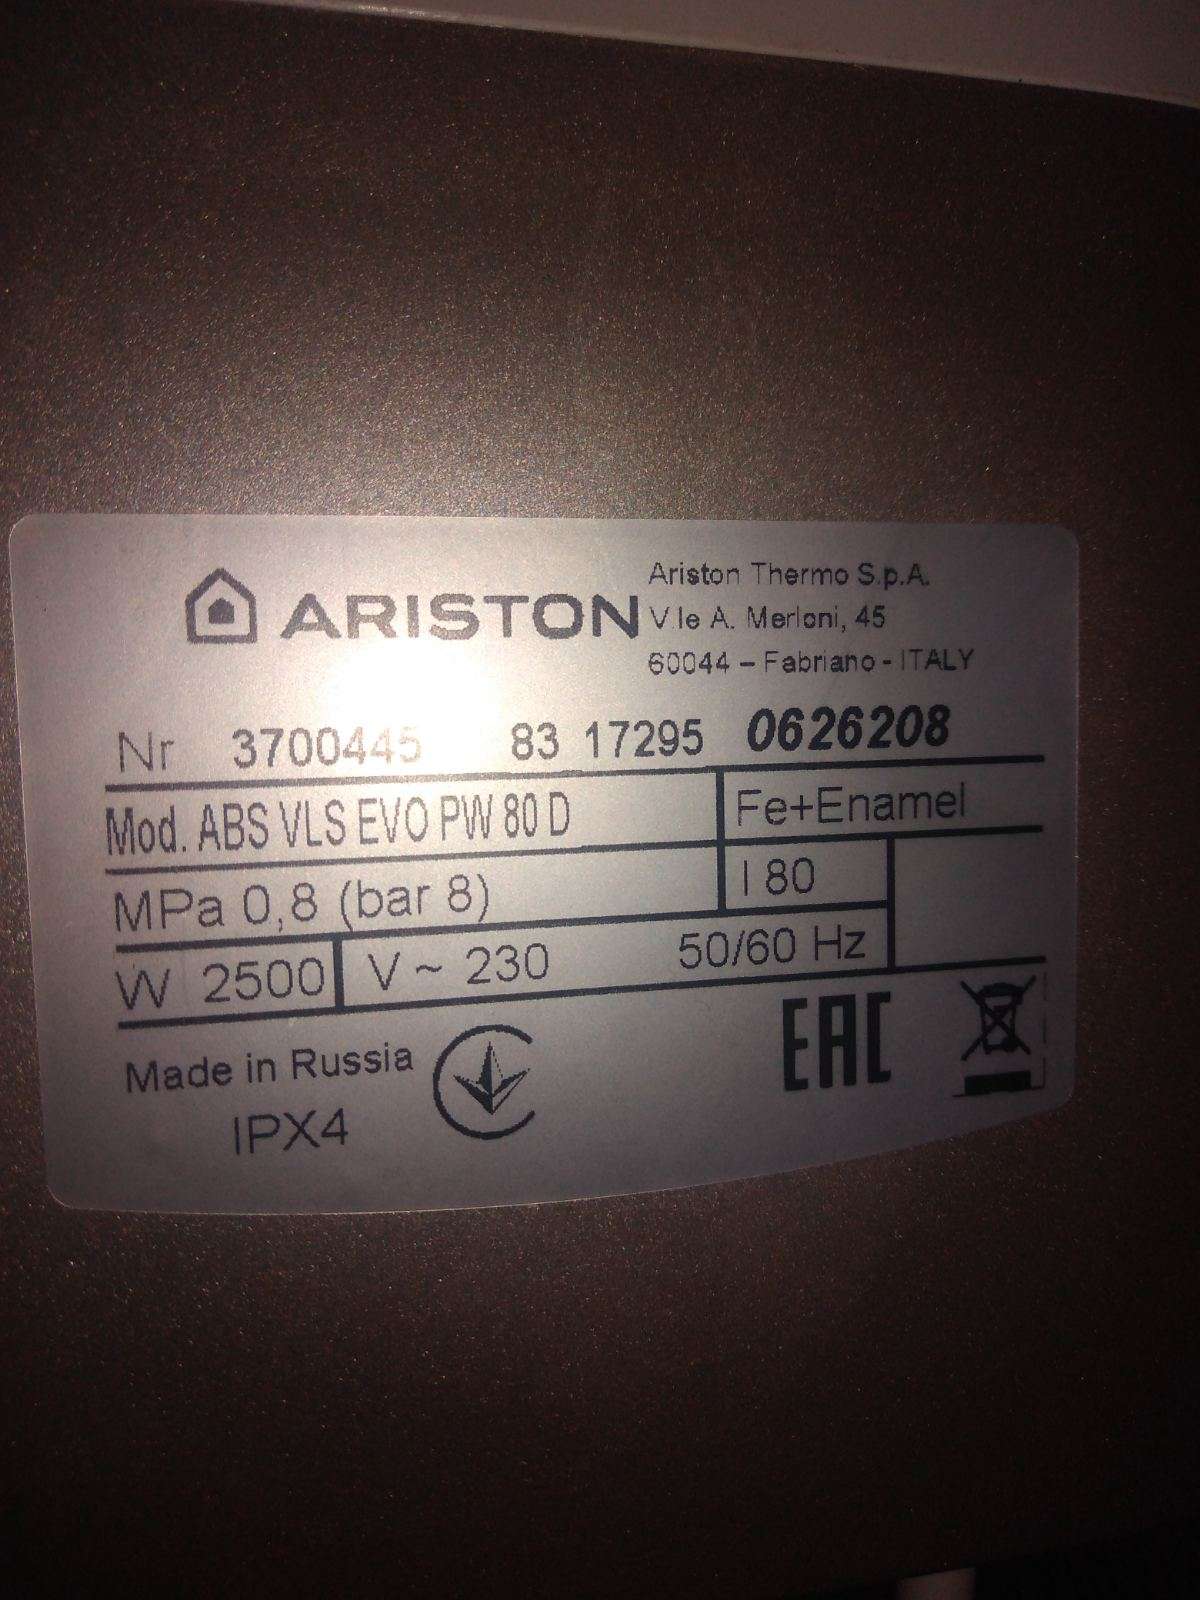 ARISTON
Ariston Thermo S.p.A.
V.le A. Merloni, 45
60044 – Fabriano - ITALY
Nr 3700445 83 17295 0626208
Mod. ABS VLS EVO PW 80 D Fe+Enamel
MPa 0,8 (bar 8) l 80
W 2500 V ~ 230 50/60 Hz
Made in Russia
IPX4
EAC